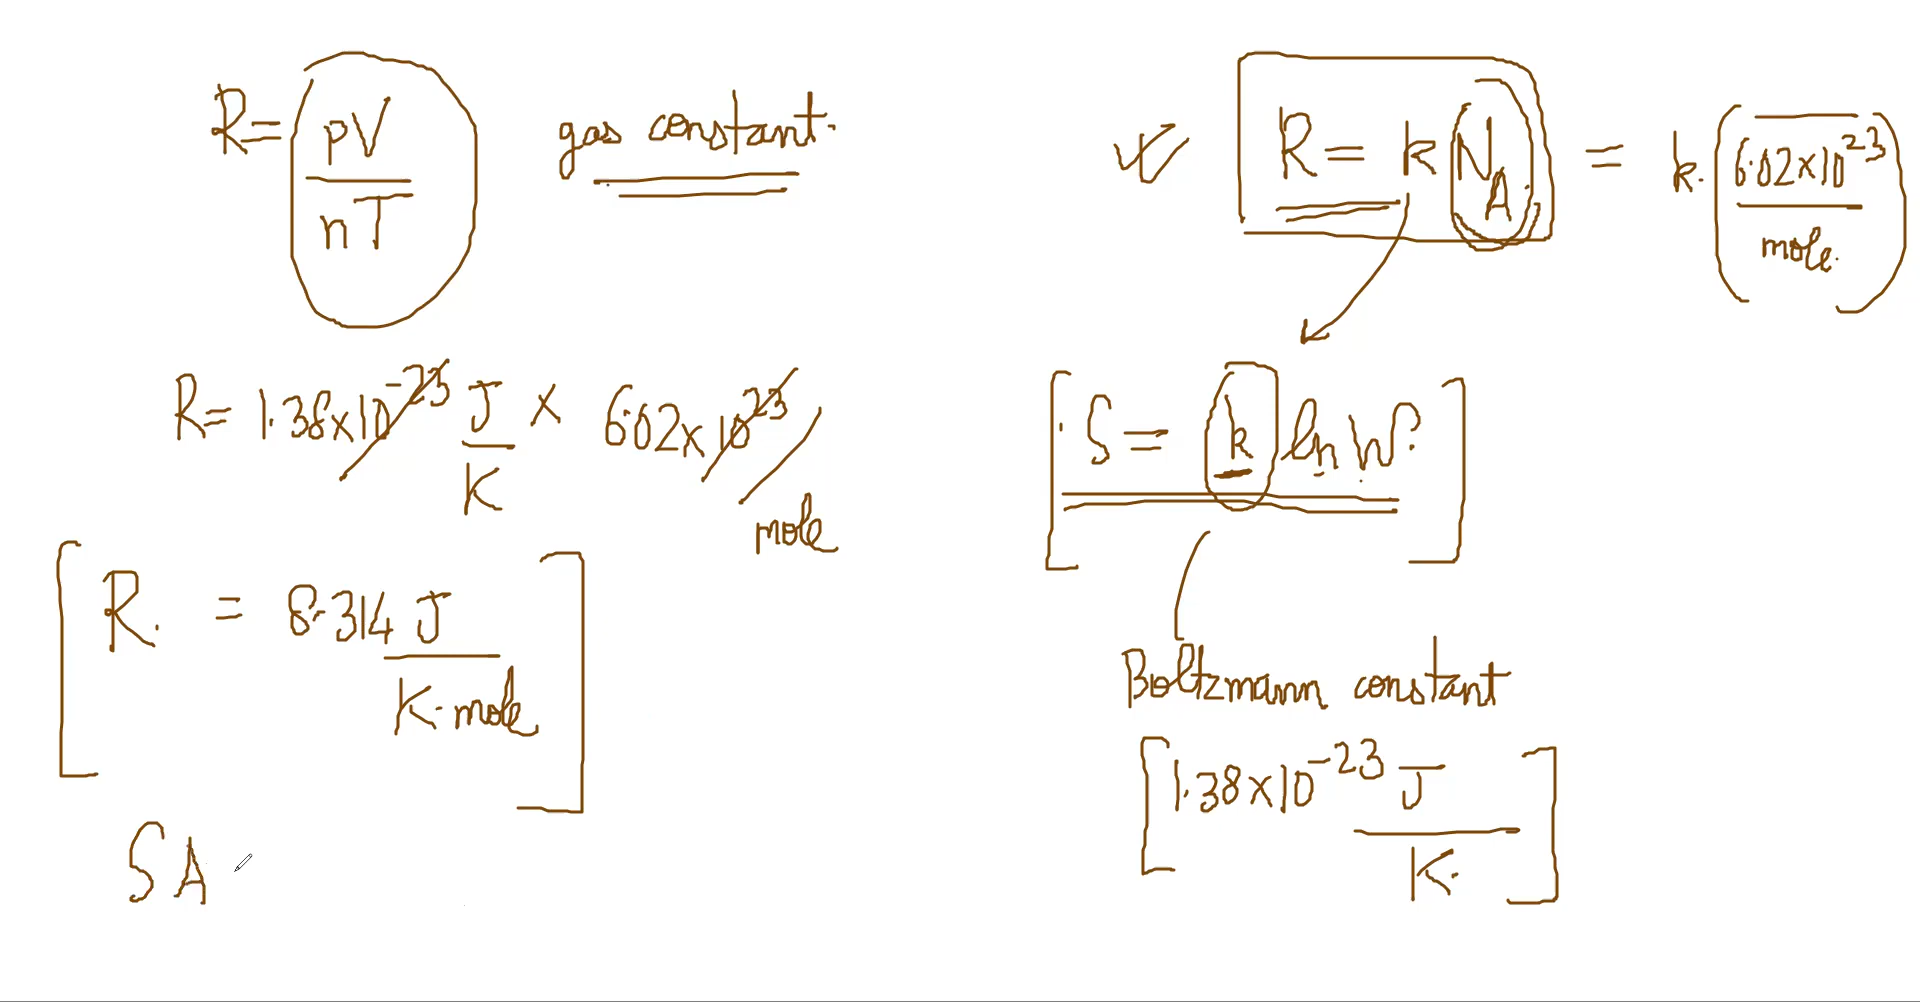 R = pV / nT gas constant.
R = k N_A = k. (6.02×10^23 / mole.)
R = 1.38×10^-23 J/K × 6.02×10^23 / mole
S = k ln W.
R. = 8.314 J / K·mole
Boltzmann constant
1.38×10^-23 J / K.
SA